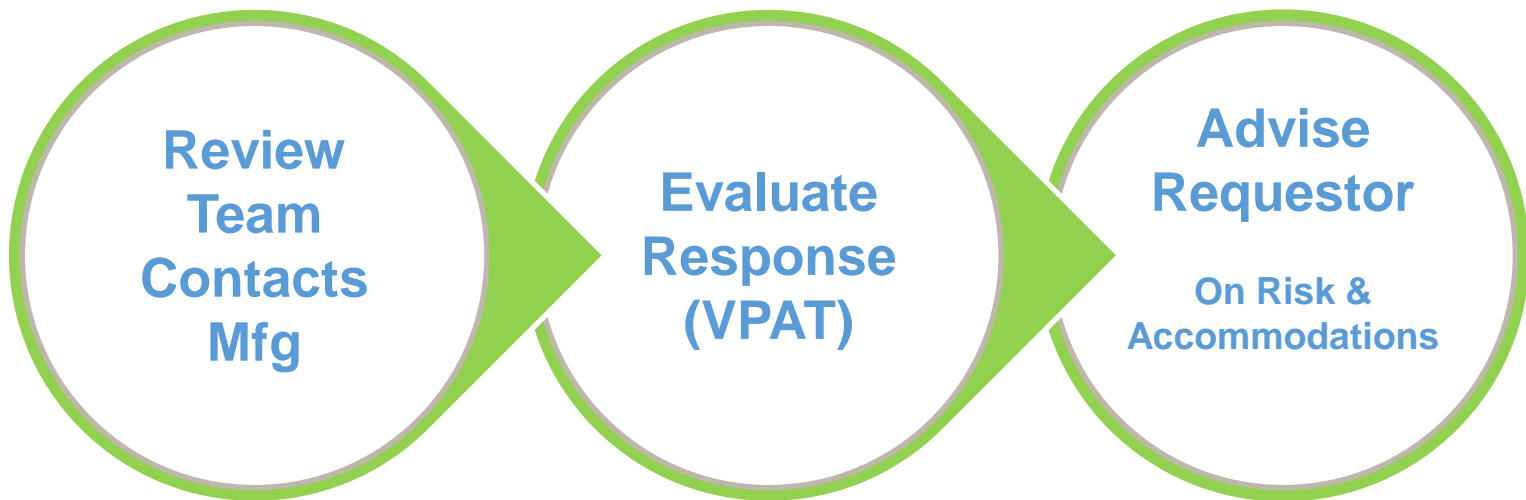 Review
Team
Contacts
Mfg
Evaluate
Response
(VPAT)
Advise
Requestor
On Risk &
Accommodations